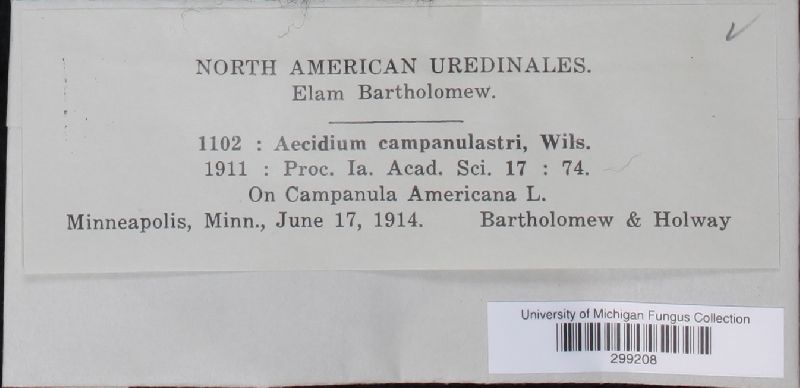 NORTH AMERICAN UREDINALES.
Elam Bartholomew.
1102 : Aecidium campanulastri, Wils.
1911 : Proc. Ia. Acad. Sci. 17 : 74.
On Campanula Americana L.
Minneapolis, Minn., June 17, 1914. Bartholomew & Holway
University of Michigan Fungus Collection
299208